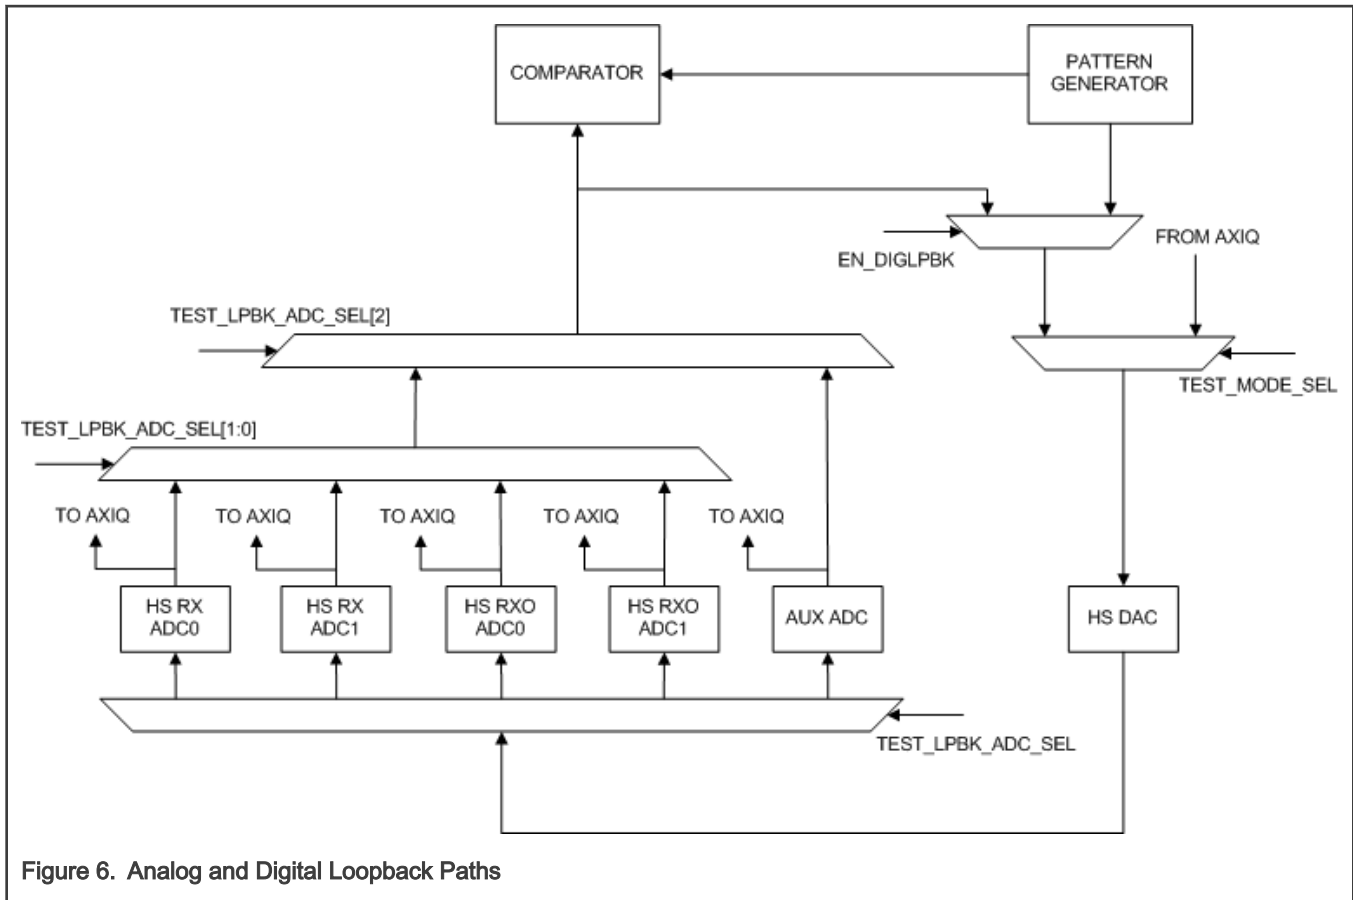 COMPARATOR
PATTERN
GENERATOR
EN_DIGLPBK
FROM AXIQ
TEST_LPBK_ADC_SEL[2]
TEST_MODE_SEL
TEST_LPBK_ADC_SEL[1:0]
TO AXIQ
TO AXIQ
TO AXIQ
TO AXIQ
TO AXIQ
HS RX
ADC0
HS RX
ADC1
HS RXO
ADC0
HS RXO
ADC1
AUX ADC
HS DAC
TEST_LPBK_ADC_SEL
Figure 6. Analog and Digital Loopback Paths